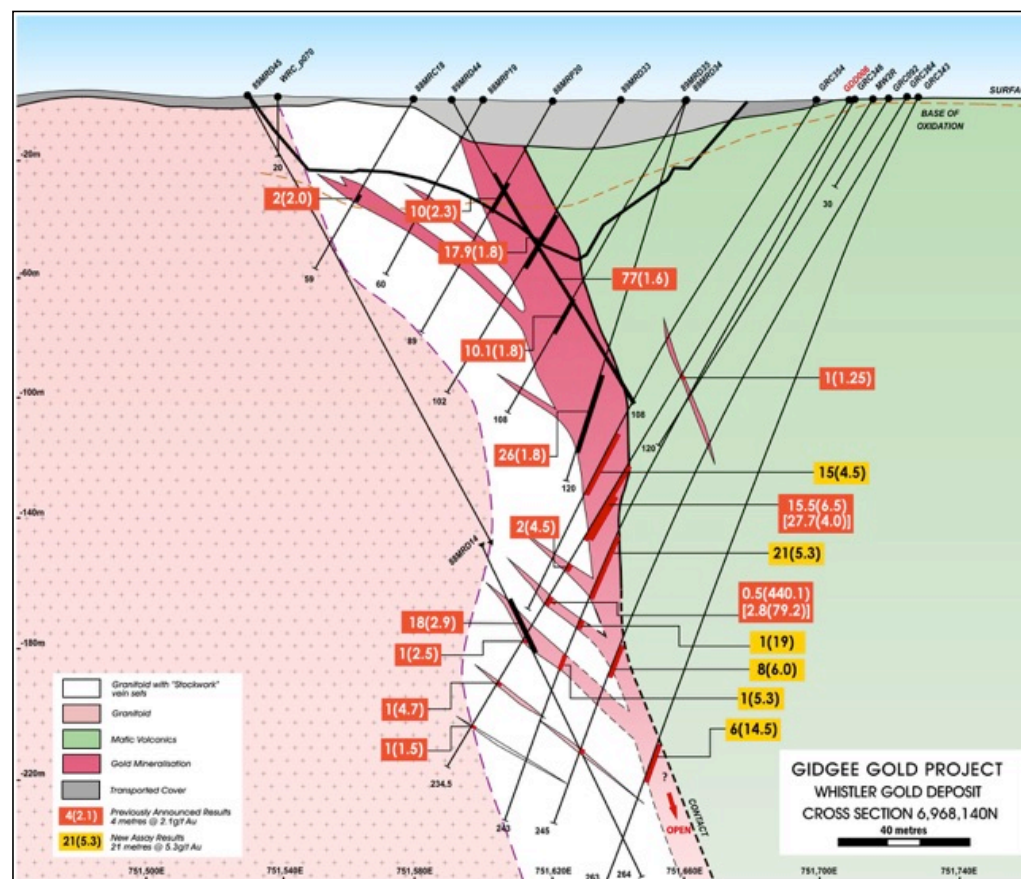 89MRD45
WRC_p070
88MRC18
89MRD44
88MRP19
88MRP20
89MRD33
89MRD35
89MRD34
GRC354
GDD006
GRC348
MW2R
GRC092
GRC364
GRC343
SURFA
BASE OF
OXIDATION
-20m
20
2(2.0)
10(2.3)
30
17.9(1.8)
-60m
59
60
77(1.6)
89
10.1(1.8)
1(1.25)
-100m
102
108
108
120
26(1.8)
120
15(4.5)
15.5(6.5)
[27.7(4.0)]
-140m
2(4.5)
88MRD14
21(5.3)
0.5(440.1)
[2.8(79.2)]
18(2.9)
1(19)
-180m
1(2.5)
8(6.0)
1(5.3)
1(4.7)
6(14.5)
1(1.5)
234.5
-220m
?
OPEN
CONTACT
243
245
263
264
Granitoid with "Stockwork"
vein sets
Granitoid
Mafic Volcanics
Gold Mineralisation
Transported Cover
4(2.1)
Previously Announced Results
4 metres @ 2.1g/t Au
21(5.3)
New Assay Results
21 metres @ 5.3g/t Au
GIDGEE GOLD PROJECT
WHISTLER GOLD DEPOSIT
CROSS SECTION 6,968,140N
40 metres
751,500E
751,540E
751,580E
751,620E
751,660E
751,700E
751,740E